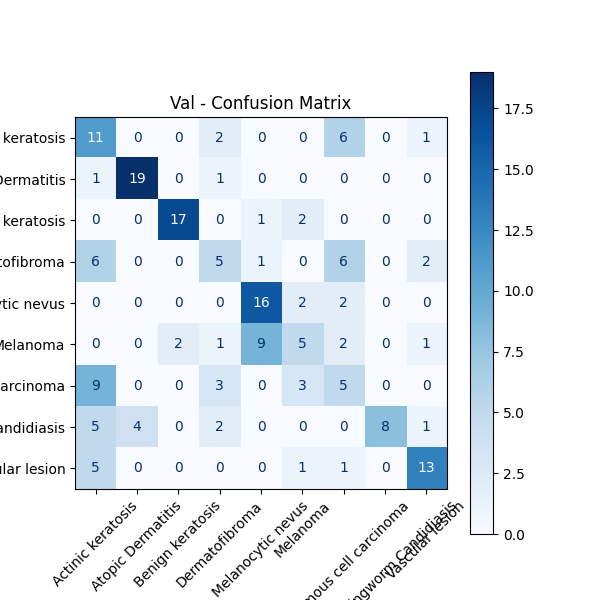 Val - Confusion Matrix
keratosis 11 0 0 2 0 0 6 0 1
Dermatitis 1 19 0 1 0 0 0 0 0
keratosis 0 0 17 0 1 2 0 0 0
tofibroma 6 0 0 5 1 0 6 0 2
tic nevus 0 0 0 0 16 2 2 0 0
Melanoma 0 0 2 1 9 5 2 0 1
arcinoma 9 0 0 3 0 3 5 0 0
andidiasis 5 4 0 2 0 0 0 8 1
ular lesion 5 0 0 0 0 1 1 0 13
Actinic keratosis
Atopic Dermatitis
Benign keratosis
Dermatofibroma
Melanocytic nevus
Melanoma
mous cell carcinoma
ingworm Candidiasis
Vascular lesion
17.5
15.0
12.5
10.0
7.5
5.0
2.5
0.0